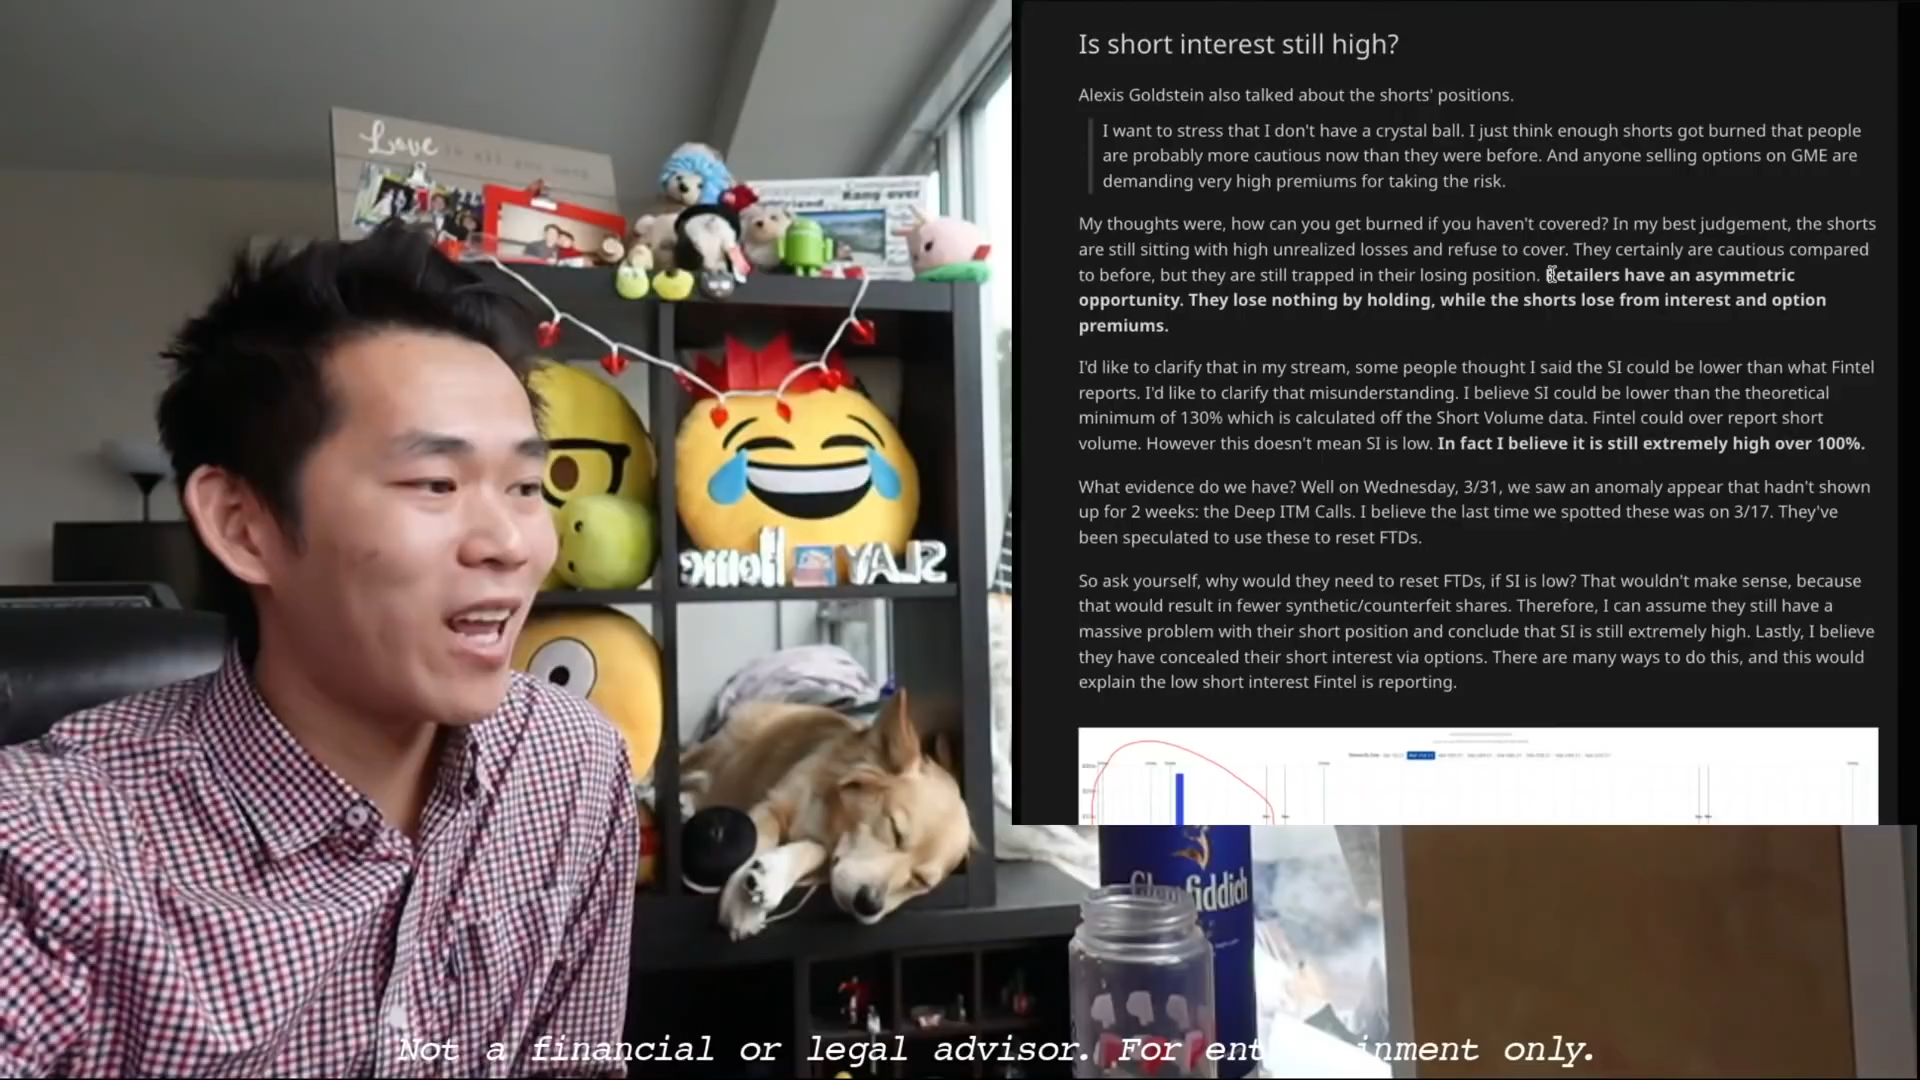 Is short interest still high?
Alexis Goldstein also talked about the shorts' positions.
I want to stress that I don't have a crystal ball. I just think enough shorts got burned that people
are probably more cautious now than they were before. And anyone selling options on GME are
demanding very high premiums for taking the risk.
My thoughts were, how can you get burned if you haven't covered? In my best judgement, the shorts
are still sitting with high unrealized losses and refuse to cover. They certainly are cautious compared
to before, but they are still trapped in their losing position. Retailers have an asymmetric
opportunity. They lose nothing by holding, while the shorts lose from interest and option
premiums.
I'd like to clarify that in my stream, some people thought I said the SI could be lower than what Fintel
reports. I'd like to clarify that misunderstanding. I believe SI could be lower than the theoretical
minimum of 130% which is calculated off the Short Volume data. Fintel could over report short
volume. However this doesn't mean SI is low. In fact I believe it is still extremely high over 100%.
What evidence do we have? Well on Wednesday, 3/31, we saw an anomaly appear that hadn't shown
up for 2 weeks: the Deep ITM Calls. I believe the last time we spotted these was on 3/17. They've
been speculated to use these to reset FTDs.
So ask yourself, why would they need to reset FTDs, if SI is low? That wouldn't make sense, because
that would result in fewer synthetic/counterfeit shares. Therefore, I can assume they still have a
massive problem with their short position and conclude that SI is still extremely high. Lastly, I believe
they have concealed their short interest via options. There are many ways to do this, and this would
explain the low short interest Fintel is reporting.
Love
SLAY
Home
Glenfiddich
Not a financial or legal advisor. For entertainment only.